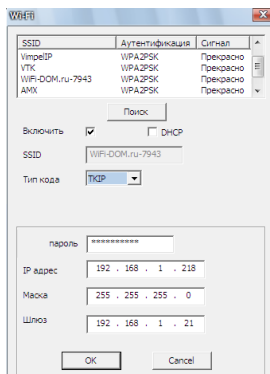 Wi-Fi
SSID Аутентификация Сигнал
VimpelIP WPA2PSK Прекрасно
VTK WPA2PSK Прекрасно
WiFi-DOM.ru-7943 WPA2PSK Прекрасно
AMX WPA2PSK Прекрасно
Поиск
Включить DHCP
SSID WiFi-DOM.ru-7943
Тип кода TKIP
пароль **********
IP адрес 192 . 168 . 1 . 218
Маска 255 . 255 . 255 . 0
Шлюз 192 . 168 . 1 . 21
OK Cancel